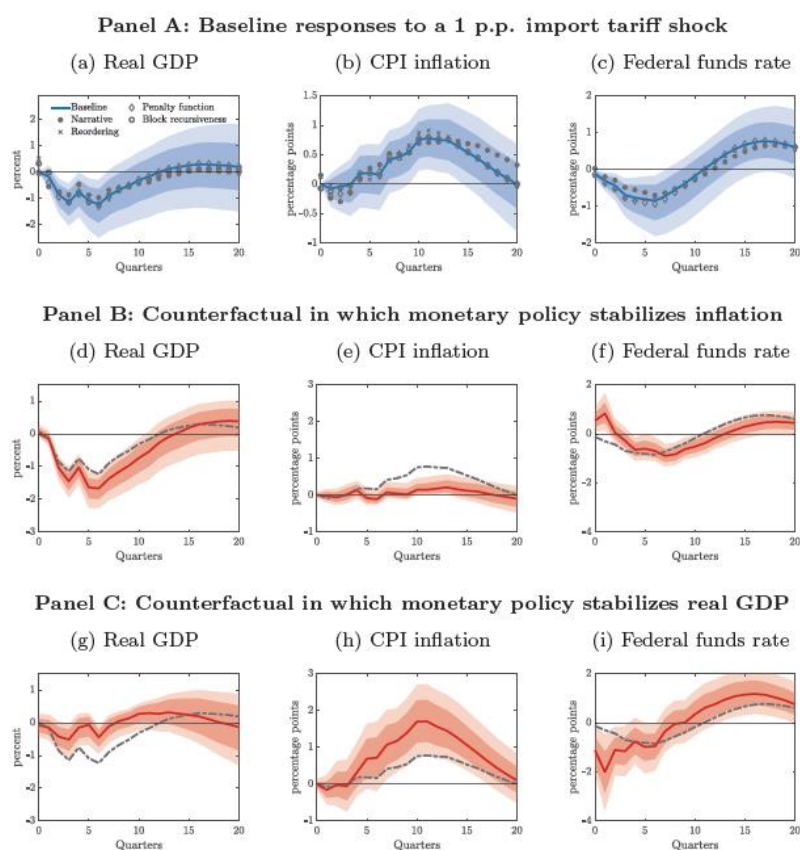 Panel A: Baseline responses to a 1 p.p. import tariff shock
(a) Real GDP
(b) CPI inflation
(c) Federal funds rate
Baseline
Penalty function
Narrative
Block recursiveness
Reordering
percent
2
1
0
-1
-2
0 5 10 15 20
Quarters
percentage points
1.5
1
0.5
0
-0.5
-1
0 5 10 15 20
Quarters
percentage points
2
1
0
-1
-2
0 5 10 15 20
Quarters
Panel B: Counterfactual in which monetary policy stabilizes inflation
(d) Real GDP
(e) CPI inflation
(f) Federal funds rate
percent
1
0
-1
-2
-3
0 5 10 15 20
Quarters
percentage points
3
2
1
0
-1
0 5 10 15 20
Quarters
percentage points
2
0
-2
-4
0 5 10 15 20
Quarters
Panel C: Counterfactual in which monetary policy stabilizes real GDP
(g) Real GDP
(h) CPI inflation
(i) Federal funds rate
percent
1
0
-1
-2
-3
0 5 10 15 20
Quarters
percentage points
3
2
1
0
-1
0 5 10 15 20
Quarters
percentage points
2
0
-2
-4
0 5 10 15 20
Quarters